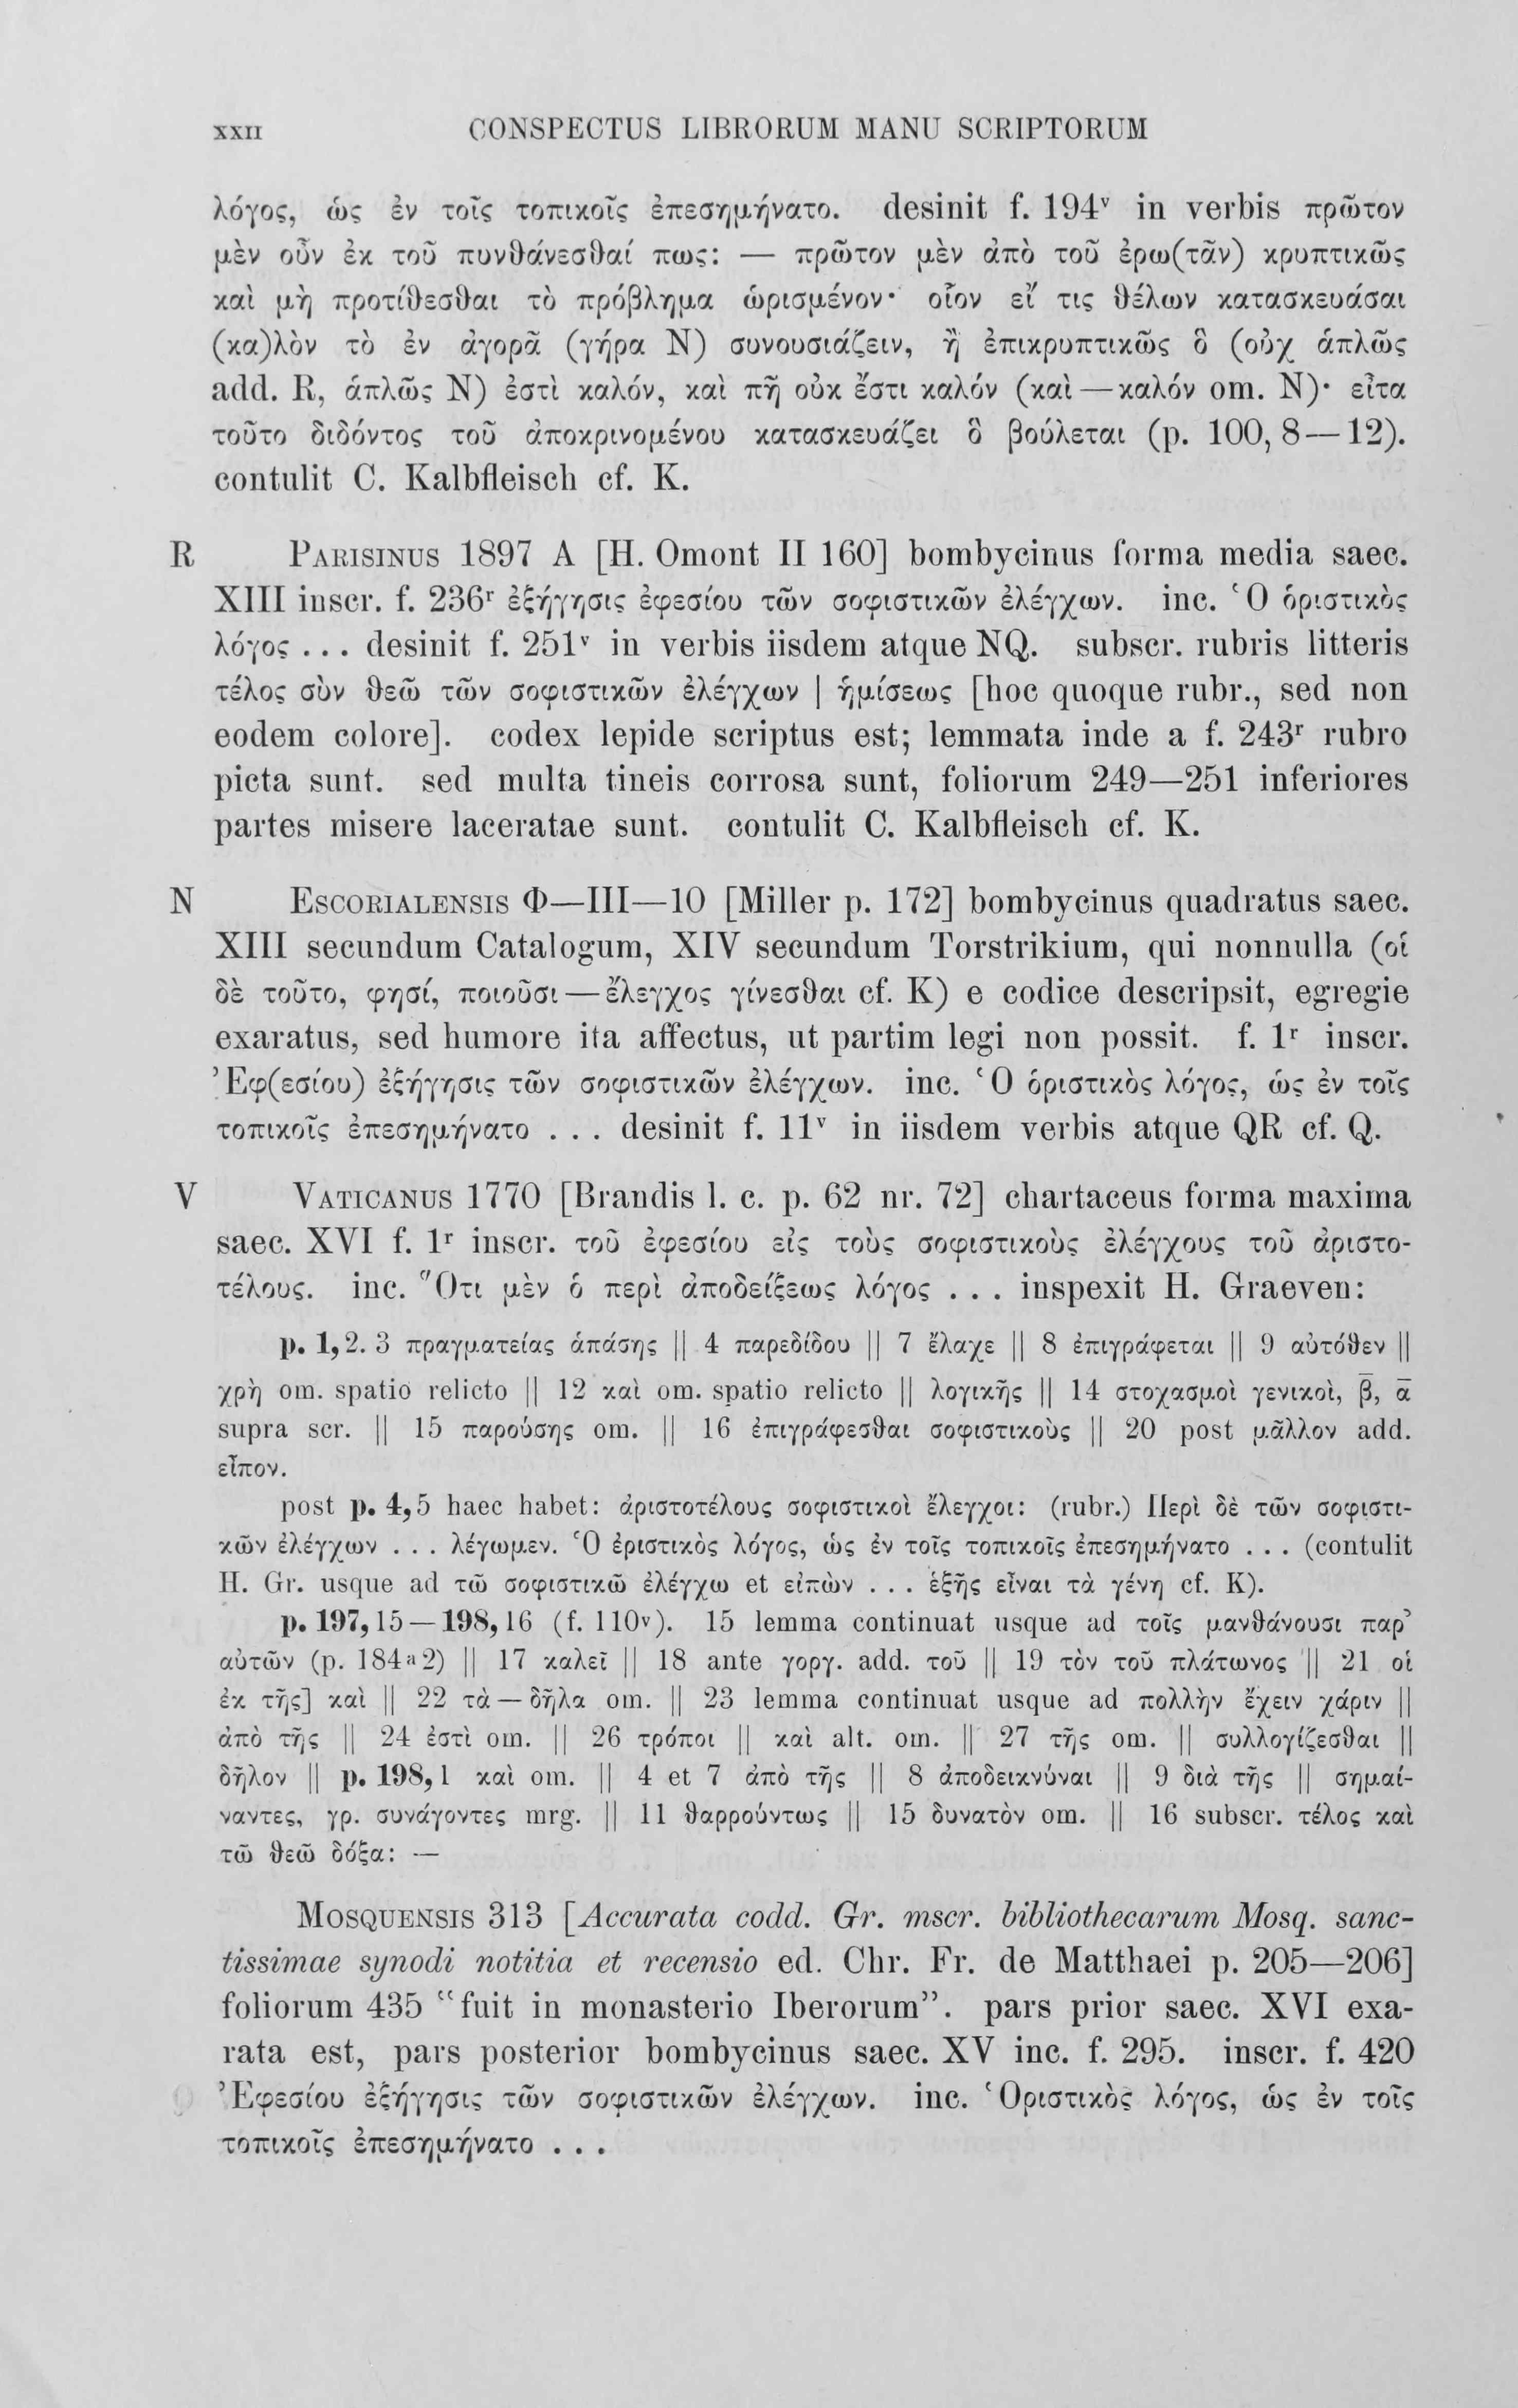 XXII CONSPECTUS LIBRORUM MANU SCRIPTORUM
λόγος, ὡς ἐν τοῖς τοπικοῖς ἐπεσημήνατο. desinit f. 194ᵛ in verbis πρῶτον
μὲν οὖν ἐκ τοῦ πυνθάνεσθαί πως: — πρῶτον μὲν ἀπὸ τοῦ ἐρω(τᾶν) κρυπτικῶς
καὶ μὴ προτίθεσθαι τὸ πρόβλημα ὡρισμένον· οἷον εἴ τις θέλων κατασκευάσαι
(κα)λὸν τὸ ἐν ἀγορᾷ (γήρα N) συνουσιάζειν, ἢ ἐπικρυπτικῶς ὃ (οὐχ ἁπλῶς
add. R, ἁπλῶς N) ἐστὶ καλόν, καὶ πῇ οὐκ ἔστι καλόν (καὶ — καλόν om. N)· εἶτα
τοῦτο διδόντος τοῦ ἀποκρινομένου κατασκευάζει ὃ βούλεται (p. 100, 8—12).
contulit C. Kalbfleisch cf. K.
R PARISINUS 1897 A [H. Omont II 160] bombycinus forma media saec.
XIII inscr. f. 236ʳ ἐξήγησις ἐφεσίου τῶν σοφιστικῶν ἐλέγχων. inc. Ὁ ὁριστικὸς
λόγος . . . desinit f. 251ᵛ in verbis iisdem atque NQ. subscr. rubris litteris
τέλος σὺν θεῶ τῶν σοφιστικῶν ἐλέγχων | ἡμίσεως [hoc quoque rubr., sed non
eodem colore]. codex lepide scriptus est; lemmata inde a f. 243ʳ rubro
picta sunt. sed multa tineis corrosa sunt, foliorum 249—251 inferiores
partes misere laceratae sunt. contulit C. Kalbfleisch cf. K.
N ESCORIALENSIS Φ—III—10 [Miller p. 172] bombycinus quadratus saec.
XIII secundum Catalogum, XIV secundum Torstrikium, qui nonnulla (οἱ
δὲ τοῦτο, φησί, ποιοῦσι — ἔλεγχος γίνεσθαι cf. K) e codice descripsit, egregie
exaratus, sed humore ita affectus, ut partim legi non possit. f. 1ʳ inscr.
Ἐφ(εσίου) ἐξήγησις τῶν σοφιστικῶν ἐλέγχων. inc. Ὁ ὁριστικὸς λόγος, ὡς ἐν τοῖς
τοπικοῖς ἐπεσημήνατο . . . desinit f. 11ᵛ in iisdem verbis atque QR cf. Q.
V VATICANUS 1770 [Brandis l. c. p. 62 nr. 72] chartaceus forma maxima
saec. XVI f. 1ʳ inscr. τοῦ ἐφεσίου εἰς τοὺς σοφιστικοὺς ἐλέγχους τοῦ ἀριστο-
τέλους. inc. Ὅτι μὲν ὁ περὶ ἀποδείξεως λόγος . . . inspexit H. Graeven:
p. 1, 2. 3 πραγματείας ἁπάσης || 4 παρεδίδου || 7 ἔλαχε || 8 ἐπιγράφεται || 9 αὐτόθεν ||
χρὴ om. spatio relicto || 12 καὶ om. spatio relicto || λογικῆς || 14 στοχασμοὶ γενικοὶ, β̄, ᾱ
supra scr. || 15 παρούσης om. || 16 ἐπιγράφεσθαι σοφιστικοὺς || 20 post μᾶλλον add.
εἶπον.
post p. 4, 5 haec habet: ἀριστοτέλους σοφιστικοὶ ἔλεγχοι: (rubr.) Περὶ δὲ τῶν σοφιστι-
κῶν ἐλέγχων . . . λέγωμεν. Ὁ ἐριστικὸς λόγος, ὡς ἐν τοῖς τοπικοῖς ἐπεσημήνατο . . . (contulit
H. Gr. usque ad τῶ σοφιστικῶ ἐλέγχω et εἰπὼν . . . ἑξῆς εἶναι τὰ γένη cf. K).
p. 197, 15 — 198, 16 (f. 110ᵛ). 15 lemma continuat usque ad τοῖς μανθάνουσι παρ’
αὐτῶν (p. 184ᵃ2) || 17 καλεῖ || 18 ante γοργ. add. τοῦ || 19 τὸν τοῦ πλάτωνος || 21 οἱ
ἐκ τῆς] καὶ || 22 τὰ — δῆλα om. || 23 lemma continuat usque ad πολλὴν ἔχειν χάριν ||
ἀπὸ τῆς || 24 ἐστὶ om. || 26 τρόποι || καὶ alt. om. || 27 τῆς om. || συλλογίζεσθαι ||
δῆλον || p. 198, 1 καὶ om. || 4 et 7 ἀπὸ τῆς || 8 ἀποδεικνύναι || 9 διὰ τῆς || σημαί-
ναντες, γρ. συνάγοντες mrg. || 11 θαρρούντως || 15 δυνατὸν om. || 16 subscr. τέλος καὶ
τῶ θεῶ δόξα: —
MOSQUENSIS 313 [Accurata codd. Gr. mscr. bibliothecarum Mosq. sanc-
tissimae synodi notitia et recensio ed. Chr. Fr. de Matthaei p. 205—206]
foliorum 435 “fuit in monasterio Iberorum”. pars prior saec. XVI exa-
rata est, pars posterior bombycinus saec. XV inc. f. 295. inscr. f. 420
Ἐφεσίου ἐξήγησις τῶν σοφιστικῶν ἐλέγχων. inc. Ὁριστικὸς λόγος, ὡς ἐν τοῖς
τοπικοῖς ἐπεσημήνατο . . .